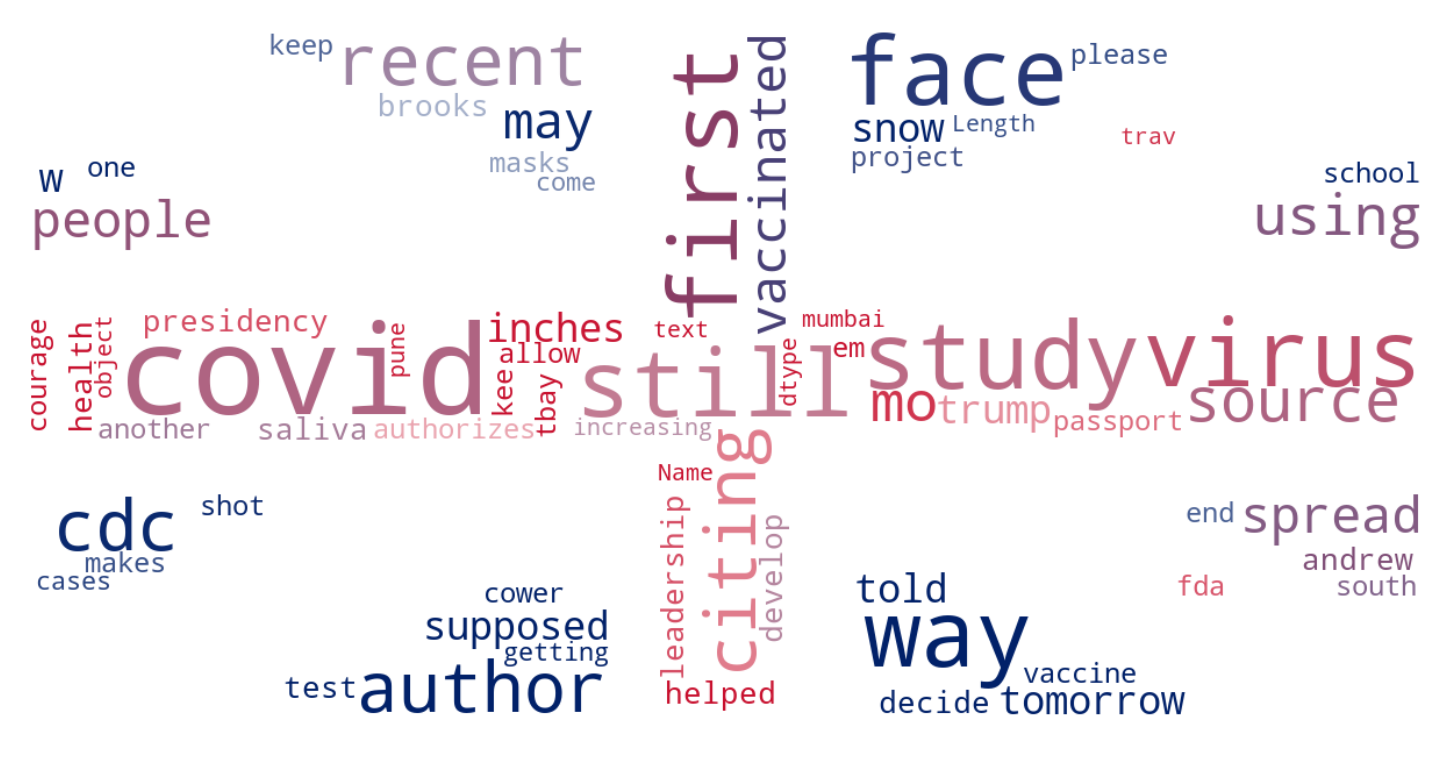 keep
recent
brooks
may
masks
come
first
vaccinated
face
please
snow
Length
project
trav
w
one
people
school
using
courage
health
object
presidency
covid
pune
inches
allow
kee
tbay
text
still
dtype
mumbai
em
study
virus
mo
trump
passport
source
another
saliva
authorizes
increasing
citing
Name
leadership
develop
helped
cdc
shot
makes
cases
cower
supposed
getting
test
author
told
way
vaccine
decide
tomorrow
end
spread
andrew
fda
south